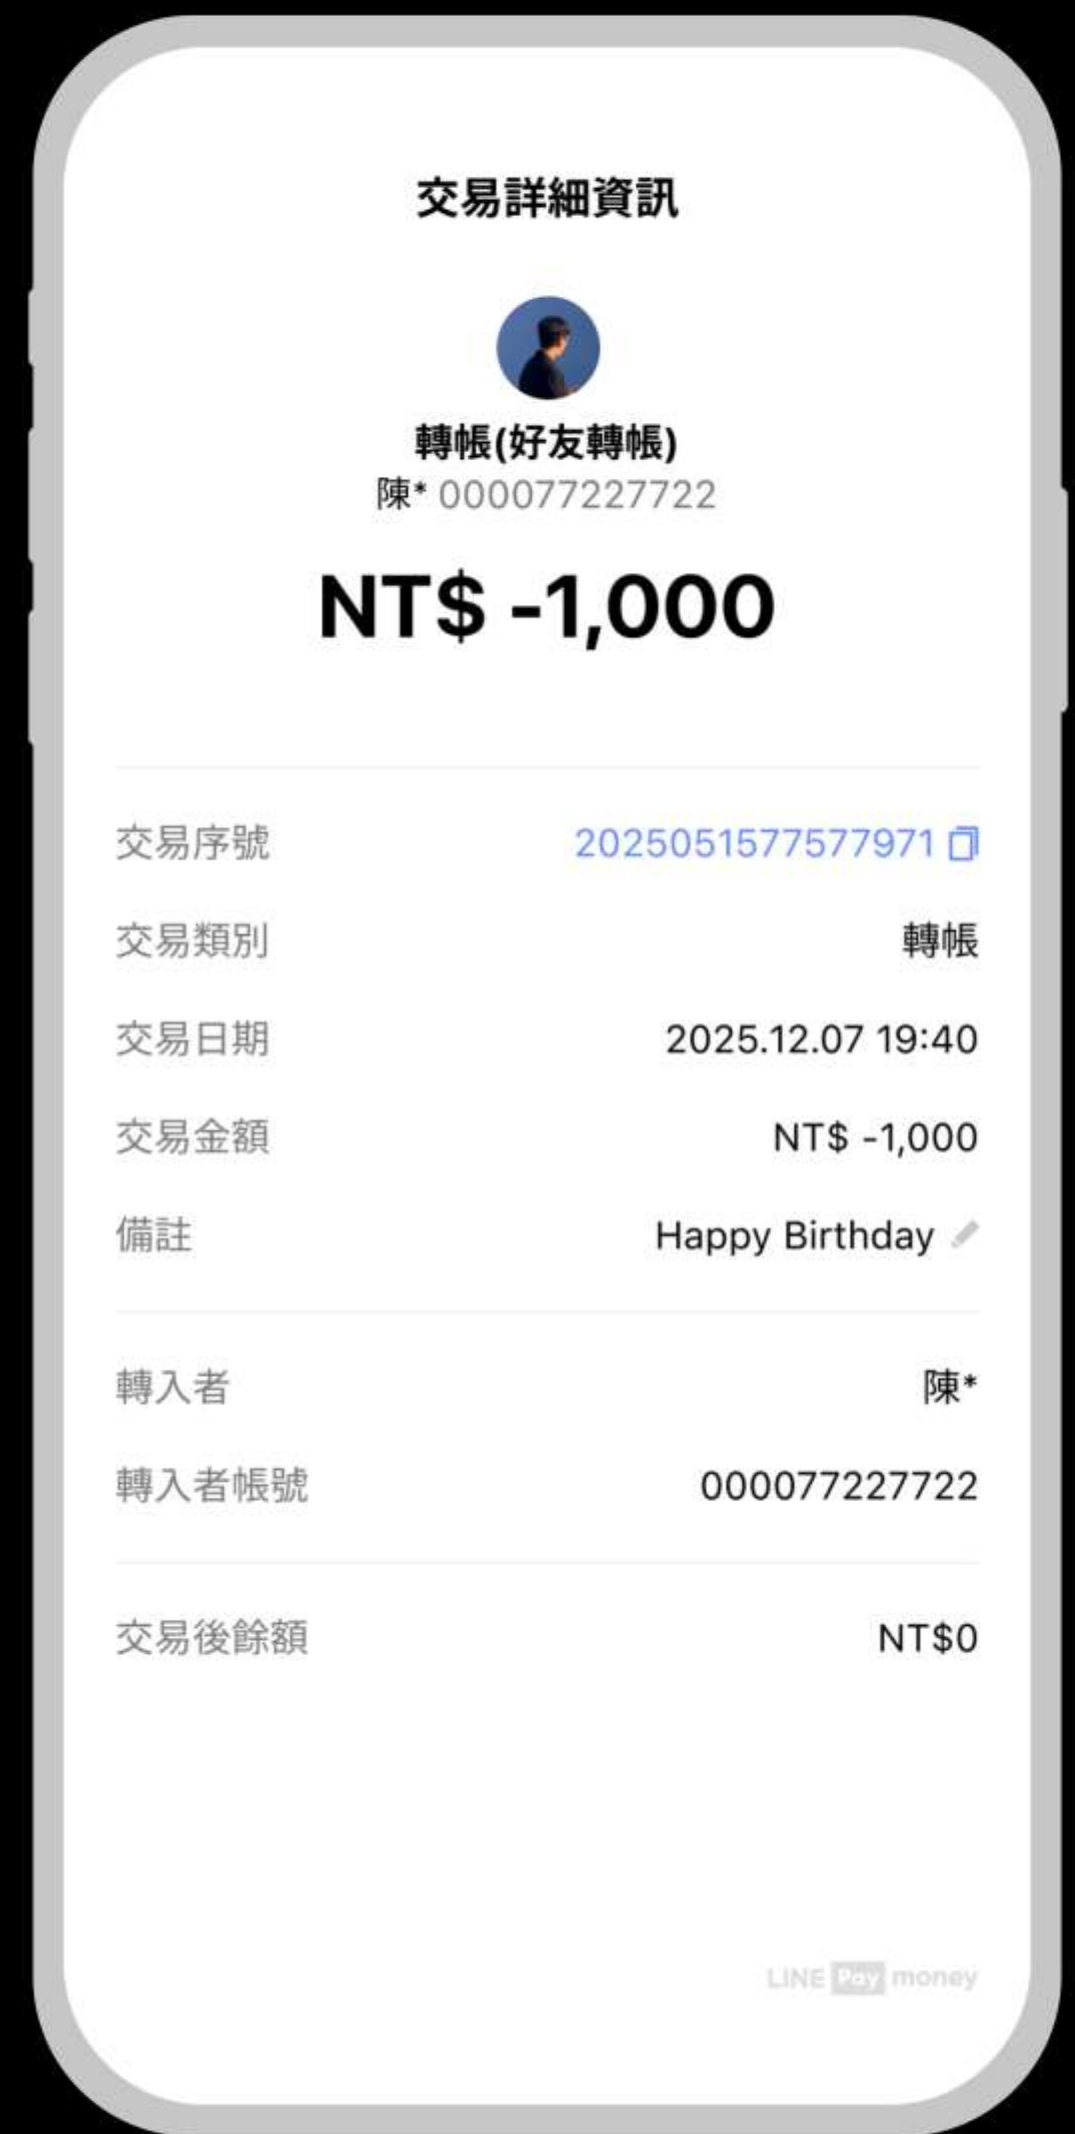 交易詳細資訊
轉帳(好友轉帳)
陳* 000077227722
NT$ -1,000
交易序號 2025051577577971
交易類別 轉帳
交易日期 2025.12.07 19:40
交易金額 NT$ -1,000
備註 Happy Birthday
轉入者 陳*
轉入者帳號 000077227722
交易後餘額 NT$0
LINE Pay money